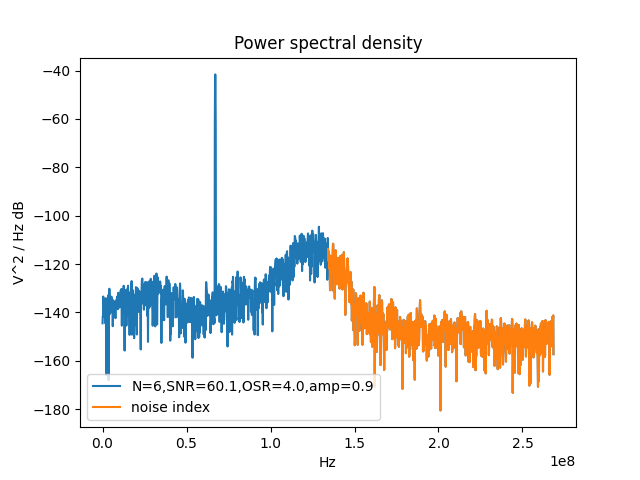 Power spectral density
V^2 / Hz dB
−40
−60
−80
−100
−120
−140
−160
−180
N=6,SNR=60.1,OSR=4.0,amp=0.9
noise index
0.0 0.5 1.0 1.5 2.0 2.5
1e8
Hz